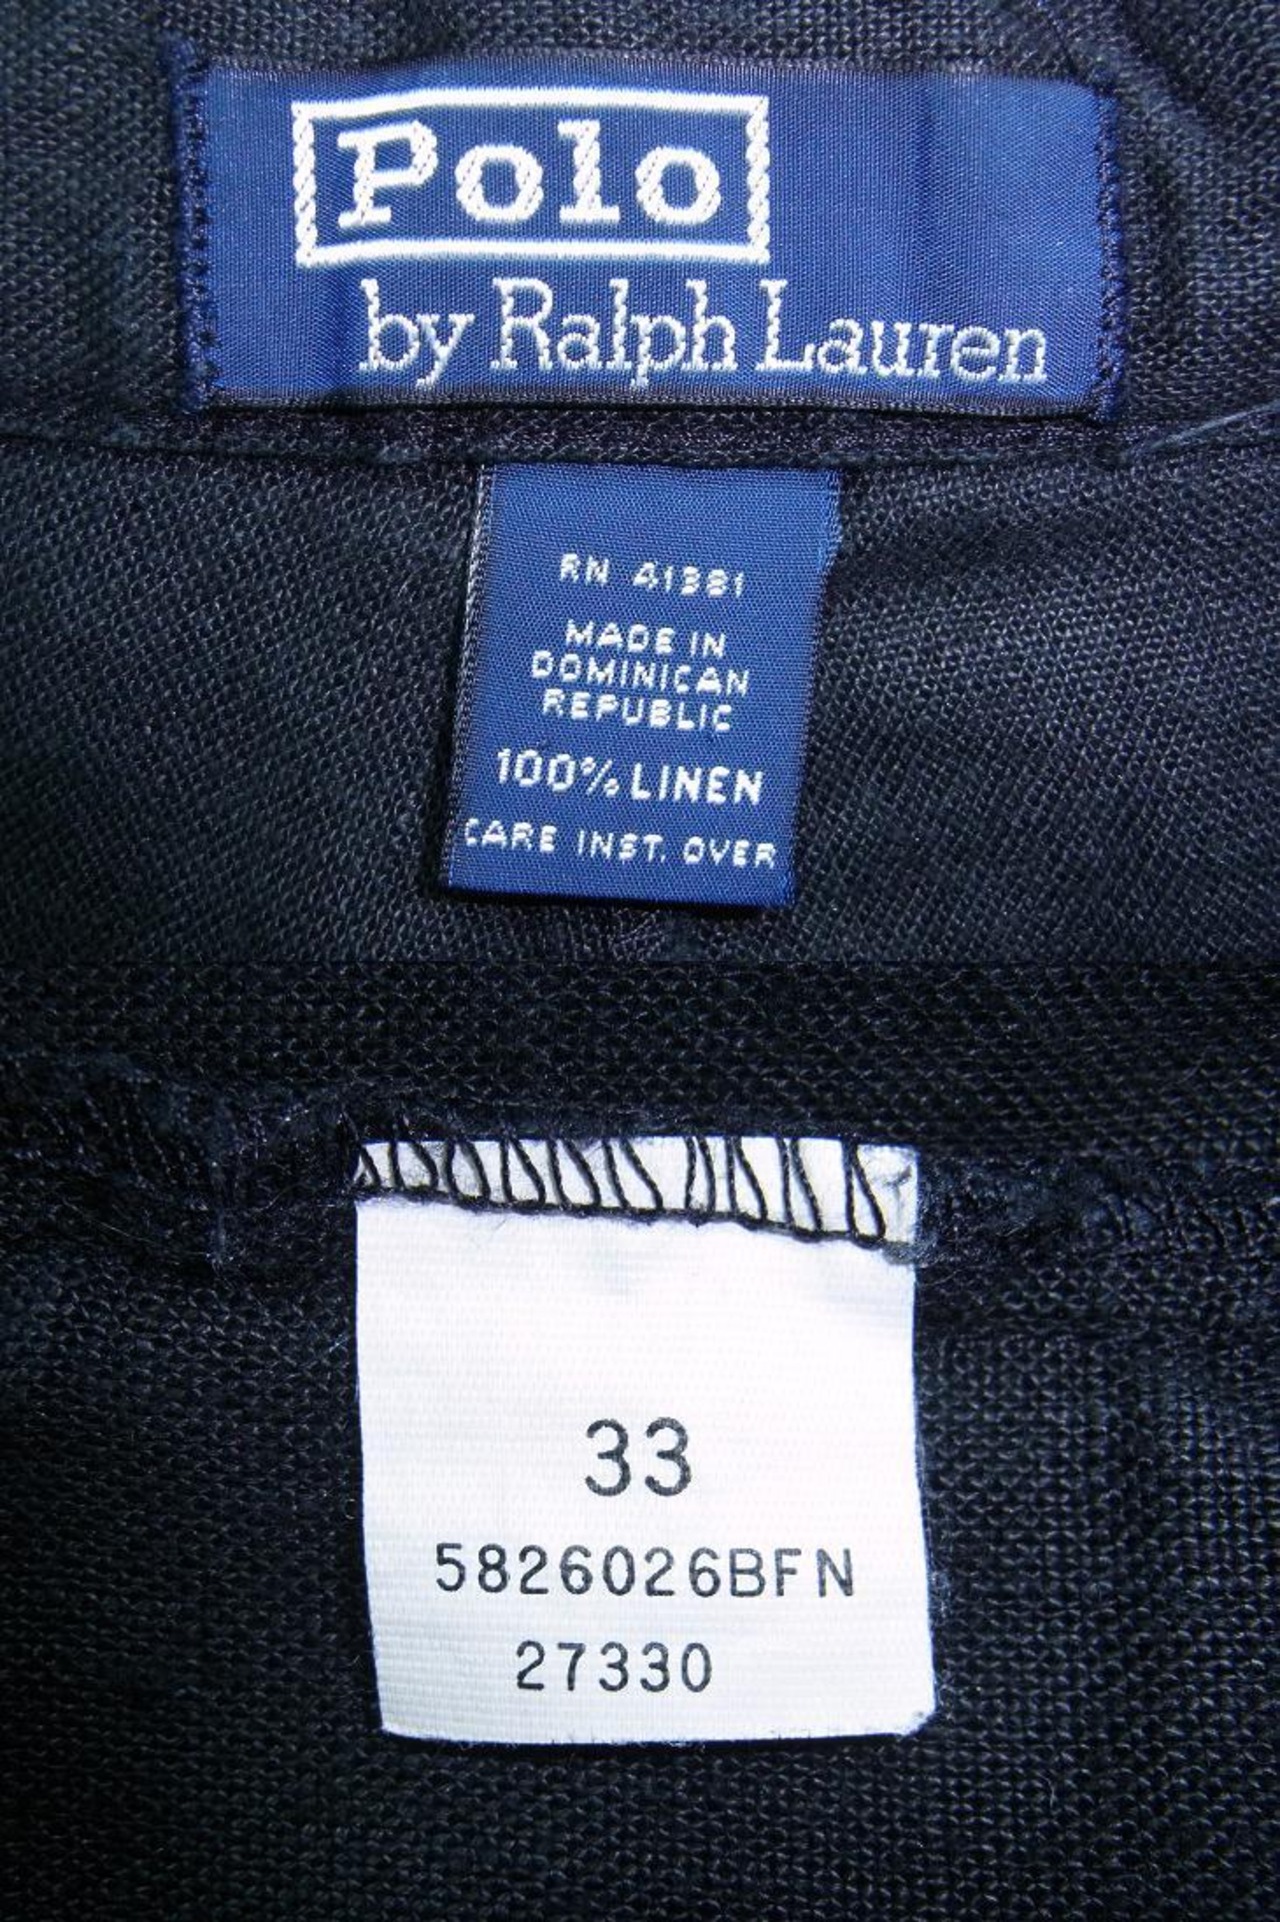 Polo
by Ralph Lauren
RN 41381
MADE IN
DOMINICAN
REPUBLIC
100% LINEN
CARE INST. OVER
33
5826026BFN
27330